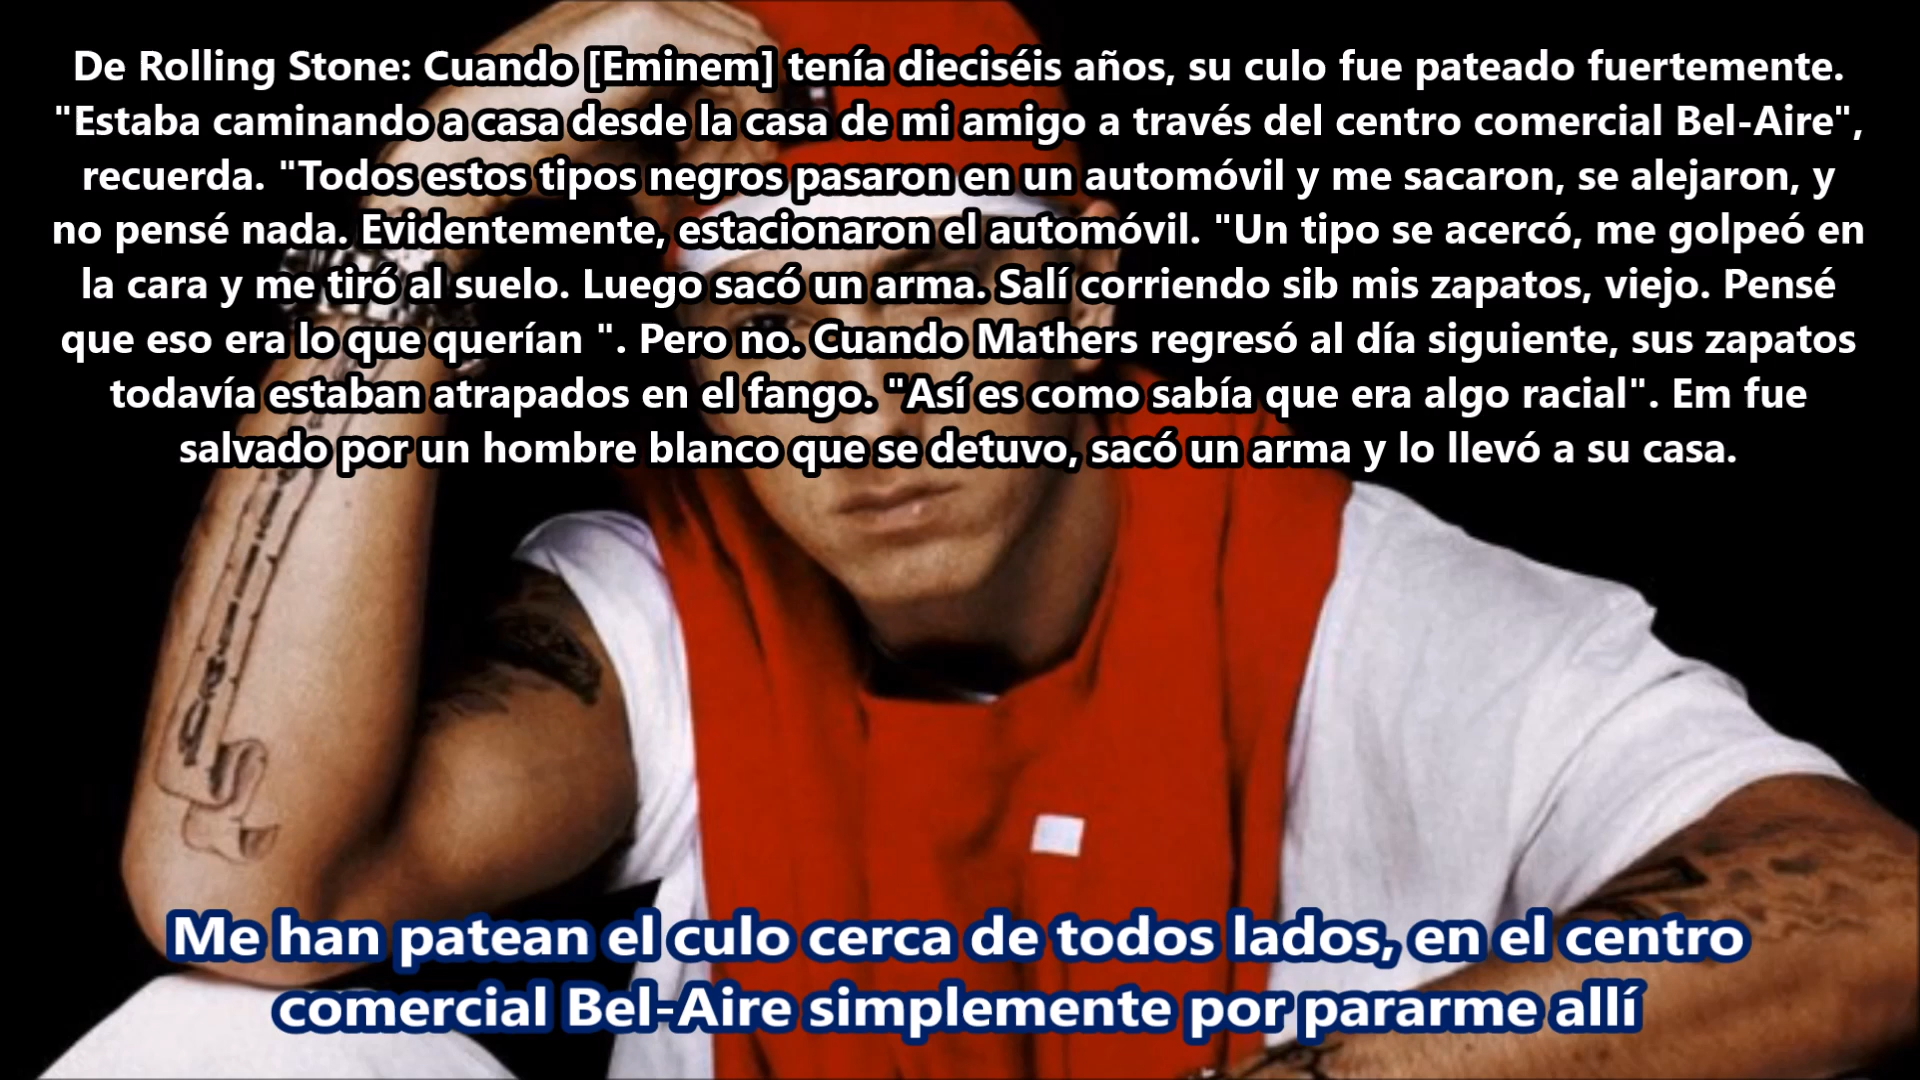 De Rolling Stone: Cuando [Eminem] tenía dieciséis años, su culo fue pateado fuertemente.
"Estaba caminando a casa desde la casa de mi amigo a través del centro comercial Bel-Aire",
recuerda. "Todos estos tipos negros pasaron en un automóvil y me sacaron, se alejaron, y
no pensé nada. Evidentemente, estacionaron el automóvil. "Un tipo se acercó, me golpeó en
la cara y me tiró al suelo. Luego sacó un arma. Salí corriendo sib mis zapatos, viejo. Pensé
que eso era lo que querían ". Pero no. Cuando Mathers regresó al día siguiente, sus zapatos
todavía estaban atrapados en el fango. "Así es como sabía que era algo racial". Em fue
salvado por un hombre blanco que se detuvo, sacó un arma y lo llevó a su casa.
Me han patean el culo cerca de todos lados, en el centro
comercial Bel-Aire simplemente por pararme allí